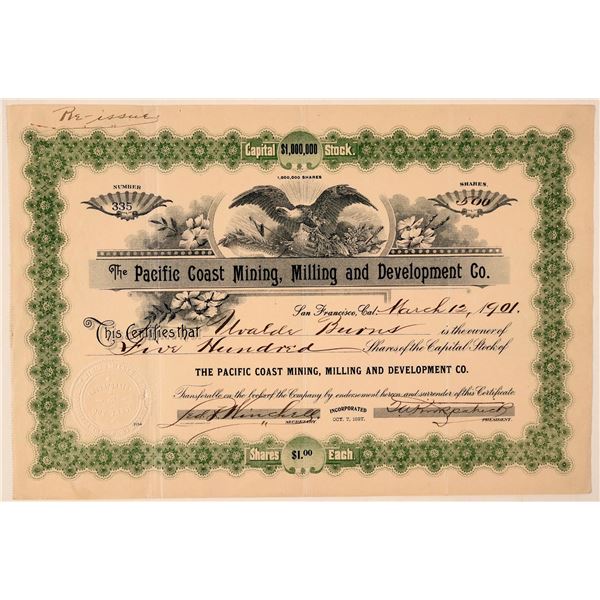 Re-issue
Capital $1,000,000 Stock.
1,000,000 SHARES
NUMBER
335
SHARES
500
The Pacific Coast Mining, Milling and Development Co.
San Francisco, Cal. March 12, 1901.
This Certifies that Uvalde Burns is the owner of
Five Hundred Shares of the Capital Stock of
THE PACIFIC COAST MINING, MILLING AND DEVELOPMENT CO.
Transferable on the books of the Company by endorsement hereon and surrender of this Certificate.
Winchell
SECRETARY
INCORPORATED
OCT. 7, 1897.
PRESIDENT.
Shares $1.00 Each.